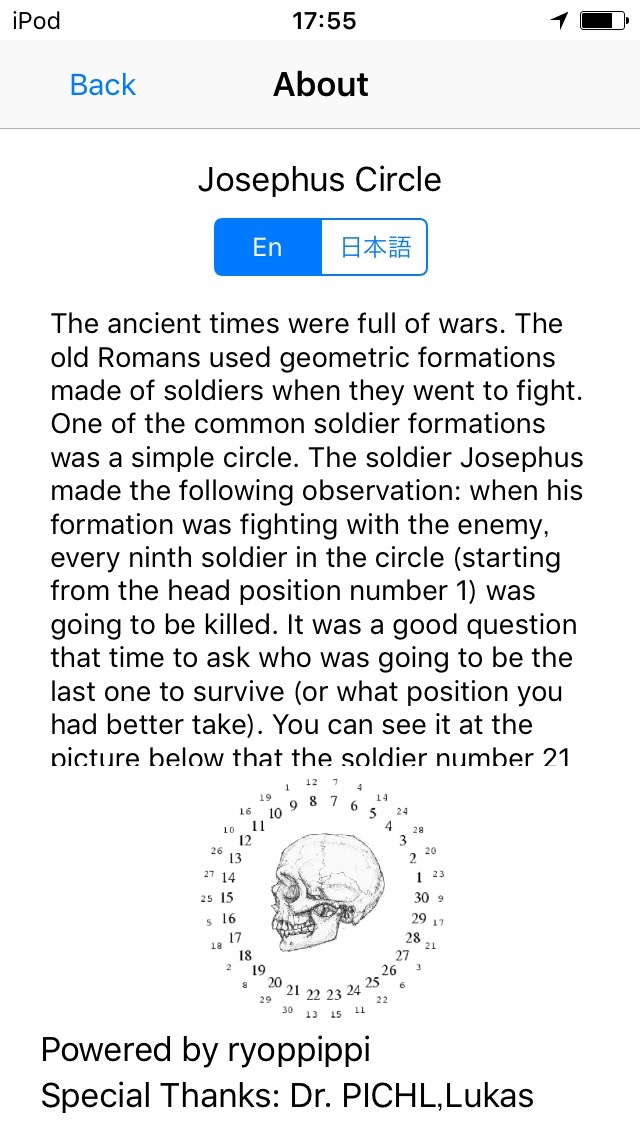 iPod 17:55
Back About
Josephus Circle
En 日本語
The ancient times were full of wars. The
old Romans used geometric formations
made of soldiers when they went to fight.
One of the common soldier formations
was a simple circle. The soldier Josephus
made the following observation: when his
formation was fighting with the enemy,
every ninth soldier in the circle (starting
from the head position number 1) was
going to be killed. It was a good question
that time to ask who was going to be the
last one to survive (or what position you
had better take). You can see it at the
picture below that the soldier number 21
1 12 7 4
19 9 8 7 6 14
16 10 5 24
10 11 4 28
12 3
26 13 2 20
27 14 1 23
25 15 30 9
5 16 29 17
18 17 28 21
2 18 27 3
8 19 26 6
29 20 21 22 23 24 25 22
30 13 15 11
Powered by ryoppippi
Special Thanks: Dr. PICHL,Lukas